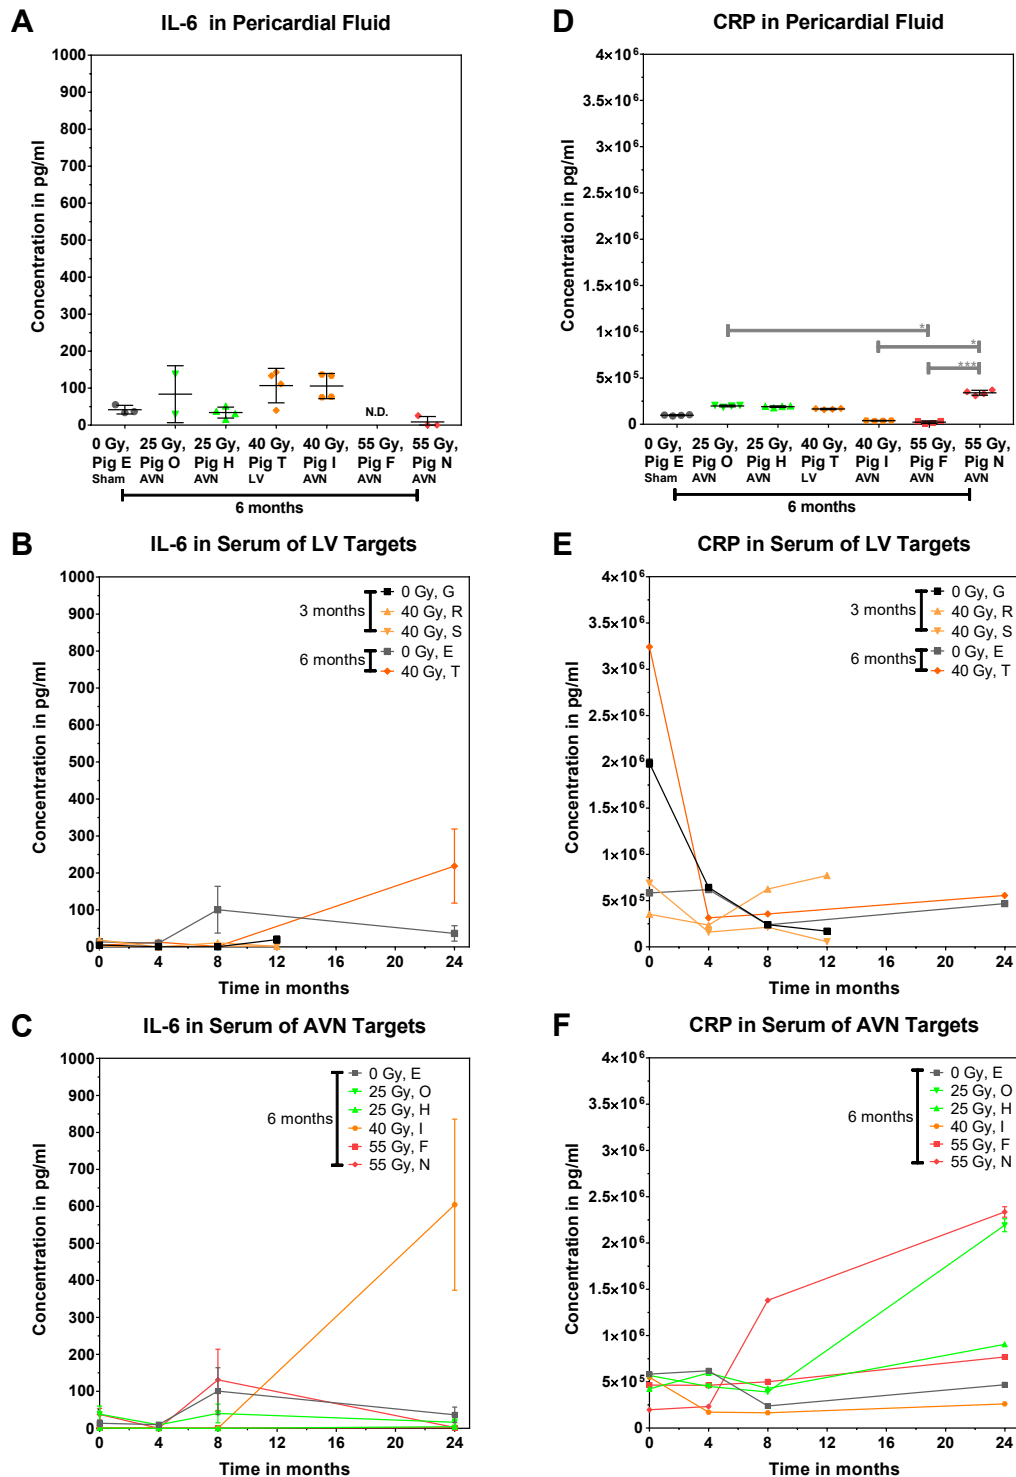 A
IL-6 in Pericardial Fluid
Concentration in pg/ml
1000
900
800
700
600
500
400
300
200
100
0
N.D.
0 Gy, 25 Gy, 25 Gy, 40 Gy, 40 Gy, 55 Gy, 55 Gy,
Pig E Pig O Pig H Pig T Pig I Pig F Pig N
Sham AVN AVN LV AVN AVN AVN
6 months
D
CRP in Pericardial Fluid
Concentration in pg/ml
4×10⁶
3.5×10⁶
3×10⁶
2.5×10⁶
2×10⁶
1.5×10⁶
1×10⁶
5×10⁵
0
*
*
***
0 Gy, 25 Gy, 25 Gy, 40 Gy, 40 Gy, 55 Gy, 55 Gy,
Pig E Pig O Pig H Pig T Pig I Pig F Pig N
Sham AVN AVN LV AVN AVN AVN
6 months
B
IL-6 in Serum of LV Targets
Concentration in pg/ml
1000
900
800
700
600
500
400
300
200
100
0
3 months
0 Gy, G
40 Gy, R
40 Gy, S
6 months
0 Gy, E
40 Gy, T
0 4 8 12 16 20 24
Time in months
E
CRP in Serum of LV Targets
Concentration in pg/ml
4×10⁶
3.5×10⁶
3×10⁶
2.5×10⁶
2×10⁶
1.5×10⁶
1×10⁶
5×10⁵
0
3 months
0 Gy, G
40 Gy, R
40 Gy, S
6 months
0 Gy, E
40 Gy, T
0 4 8 12 16 20 24
Time in months
C
IL-6 in Serum of AVN Targets
Concentration in pg/ml
1000
900
800
700
600
500
400
300
200
100
0
6 months
0 Gy, E
25 Gy, O
25 Gy, H
40 Gy, I
55 Gy, F
55 Gy, N
0 4 8 12 16 20 24
Time in months
F
CRP in Serum of AVN Targets
Concentration in pg/ml
4×10⁶
3.5×10⁶
3×10⁶
2.5×10⁶
2×10⁶
1.5×10⁶
1×10⁶
5×10⁵
0
6 months
0 Gy, E
25 Gy, O
25 Gy, H
40 Gy, I
55 Gy, F
55 Gy, N
0 4 8 12 16 20 24
Time in months